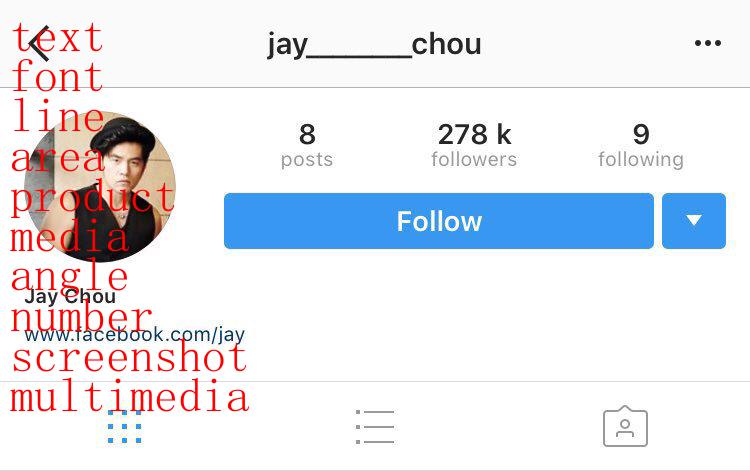 text
font
line
area
product
media
angle
number
screenshot
multimedia
jay________chou
8 278 k 9
posts followers following
Follow
Jay Chou
www.facebook.com/jay